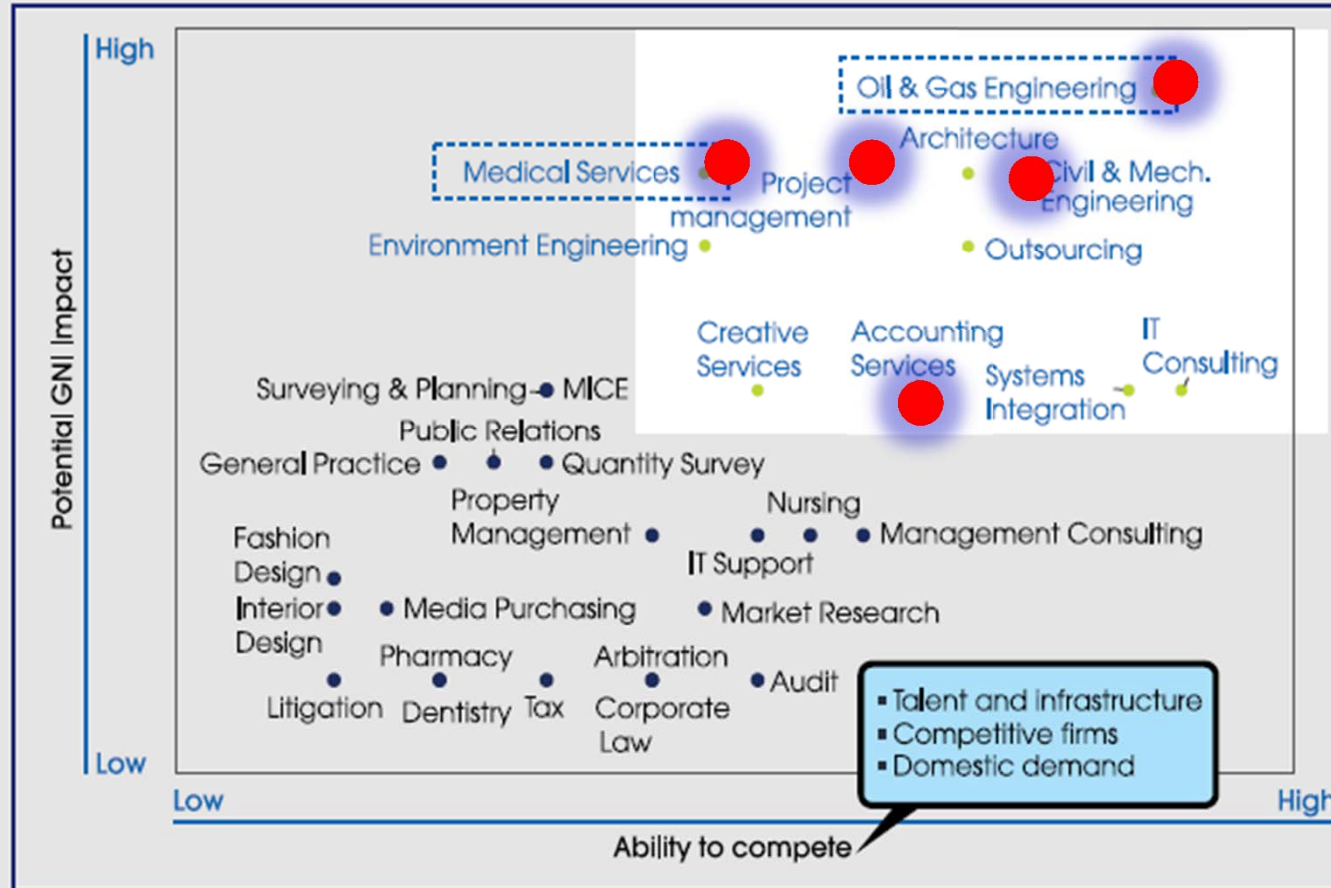 High
Oil & Gas Engineering
Architecture
Medical Services
Project
management
Civil & Mech.
Engineering
Environment Engineering
Outsourcing
Creative
Services
Accounting
Services
Systems
Integration
IT
Consulting
Surveying & Planning
MICE
Public Relations
General Practice
Quantity Survey
Property
Management
Nursing
Management Consulting
IT Support
Fashion
Design
Interior
Design
Media Purchasing
Market Research
Pharmacy
Arbitration
Audit
Litigation
Dentistry
Tax
Corporate
Law
Potential GNI Impact
Low
Low
High
▪ Talent and infrastructure
▪ Competitive firms
▪ Domestic demand
Ability to compete